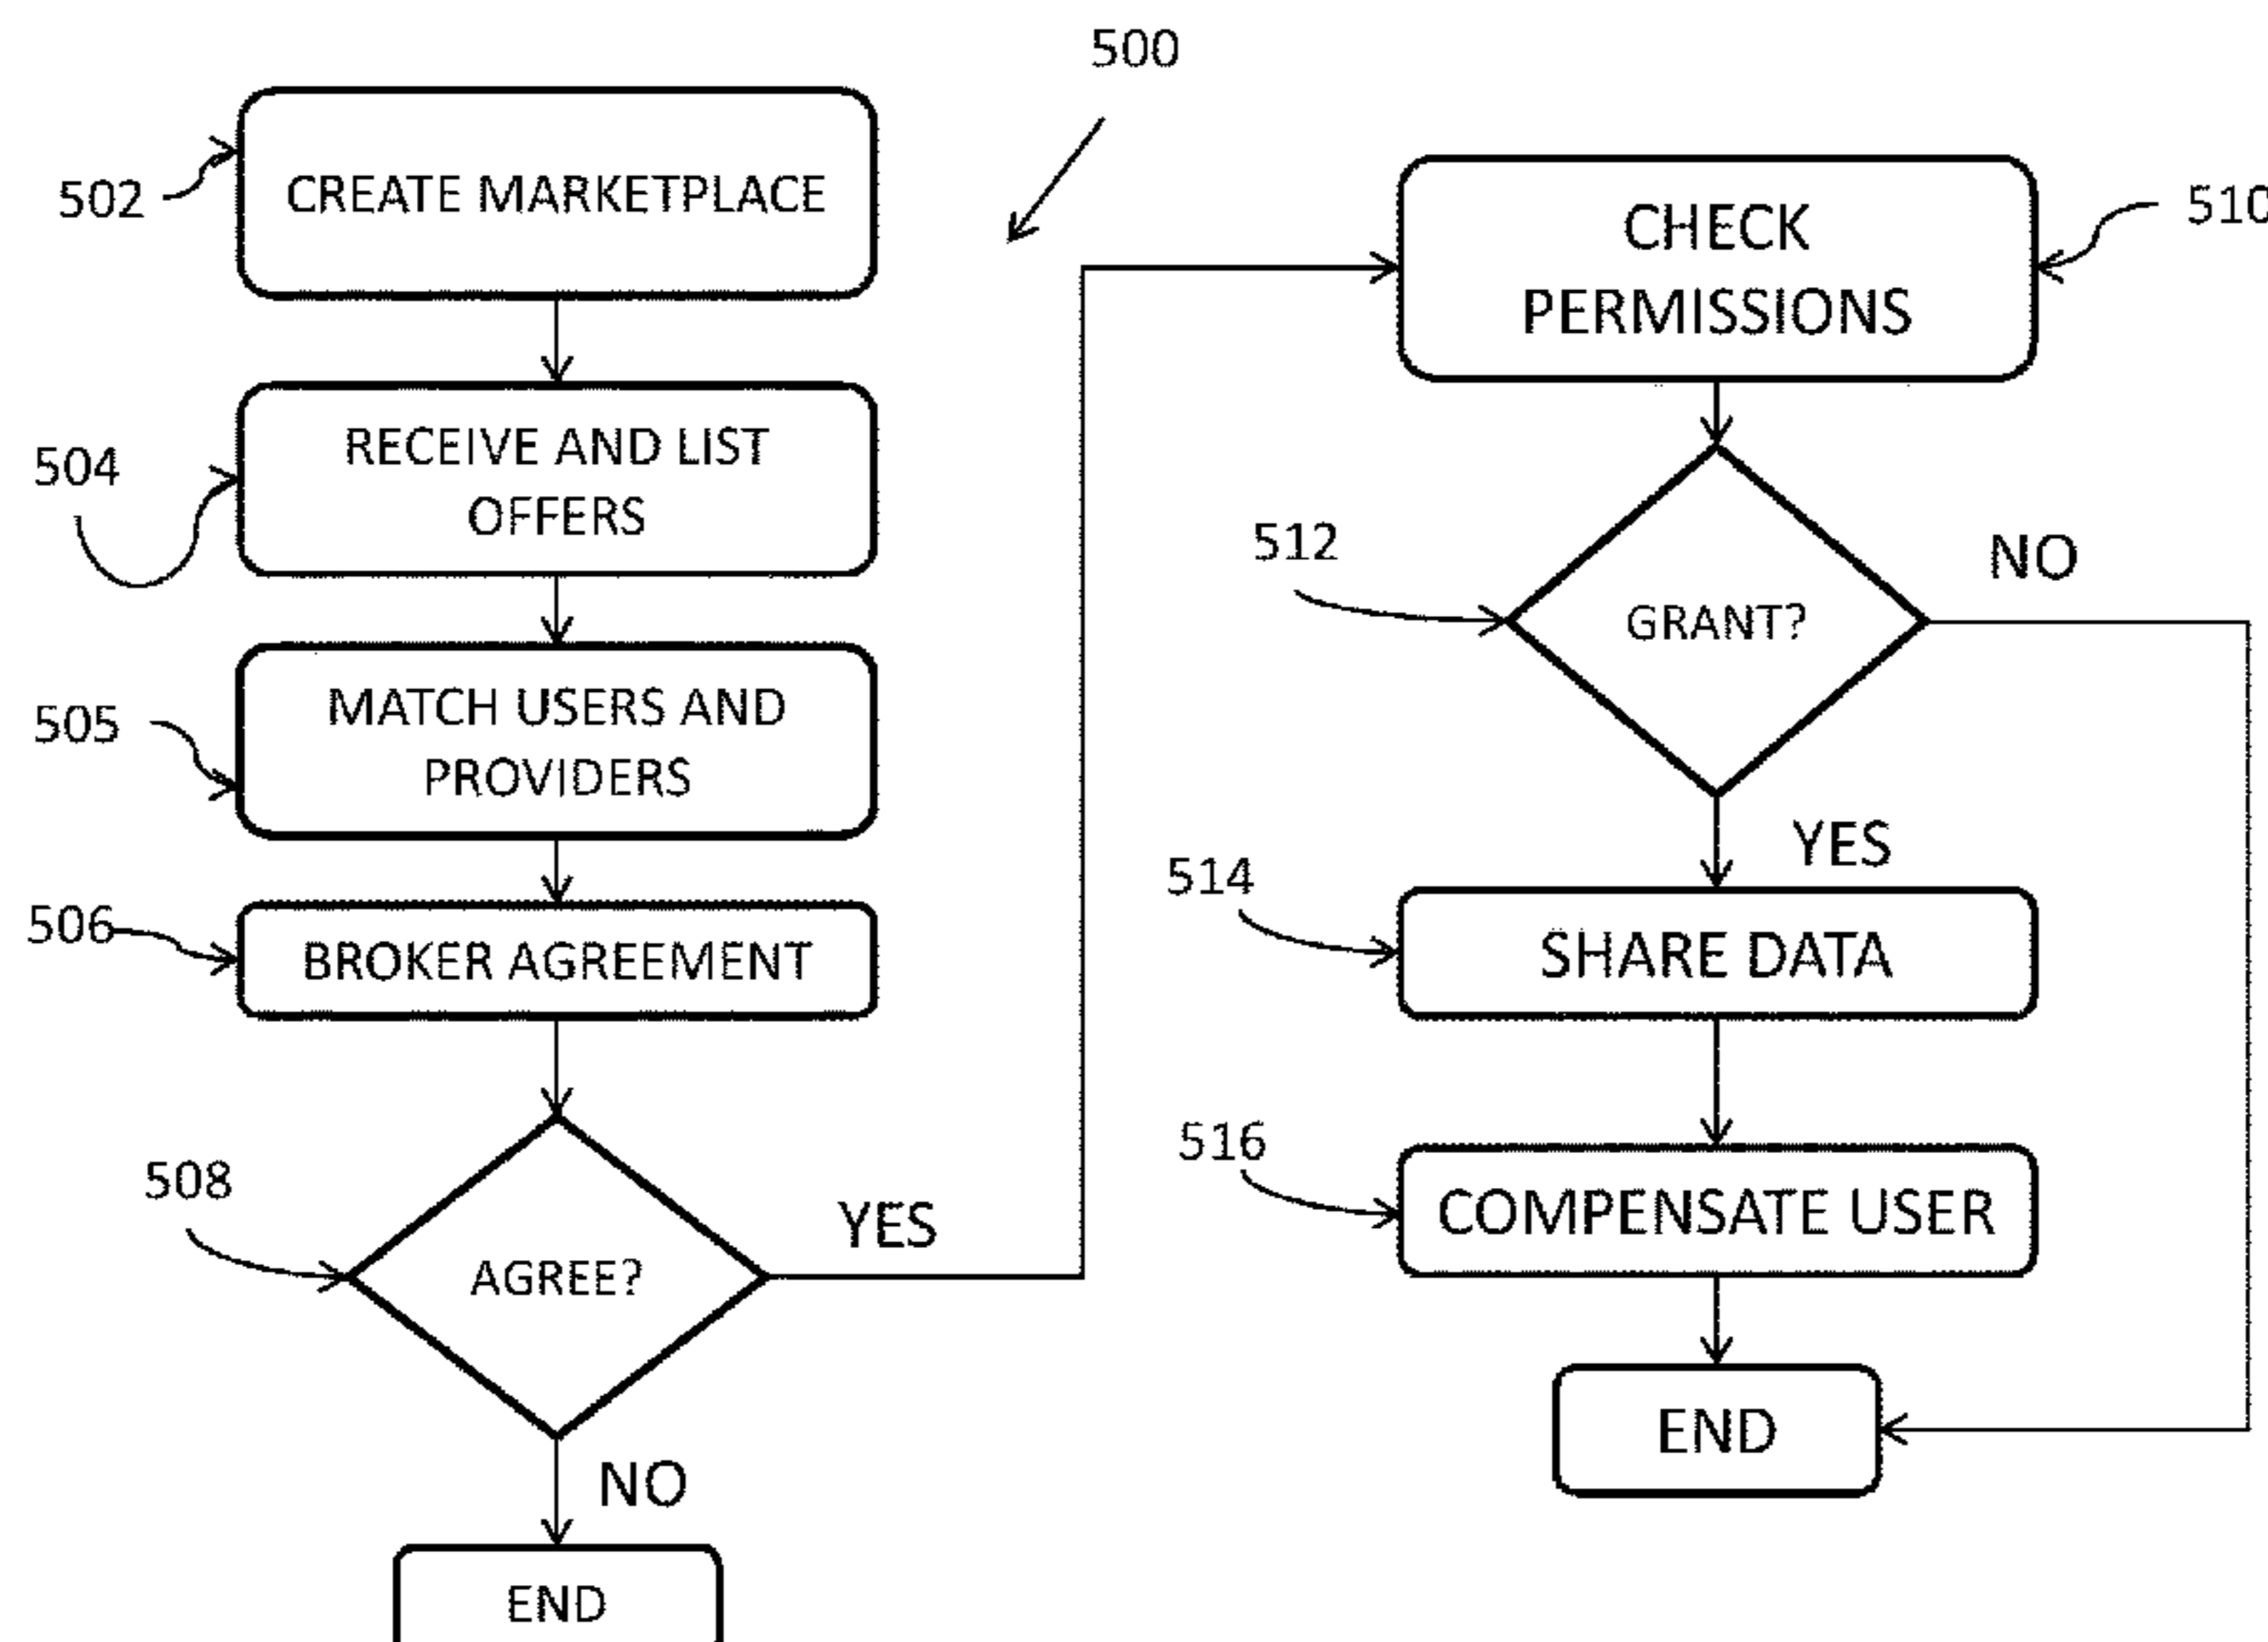 500
502
CREATE MARKETPLACE
504
RECEIVE AND LIST
OFFERS
505
MATCH USERS AND
PROVIDERS
506
BROKER AGREEMENT
508
AGREE?
YES
NO
END
CHECK
PERMISSIONS
510
512
GRANT?
NO
YES
514
SHARE DATA
516
COMPENSATE USER
END